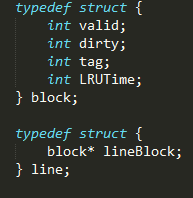 typedef struct {
    int valid;
    int dirty;
    int tag;
    int LRUTime;
} block;

typedef struct {
    block* lineBlock;
} line;